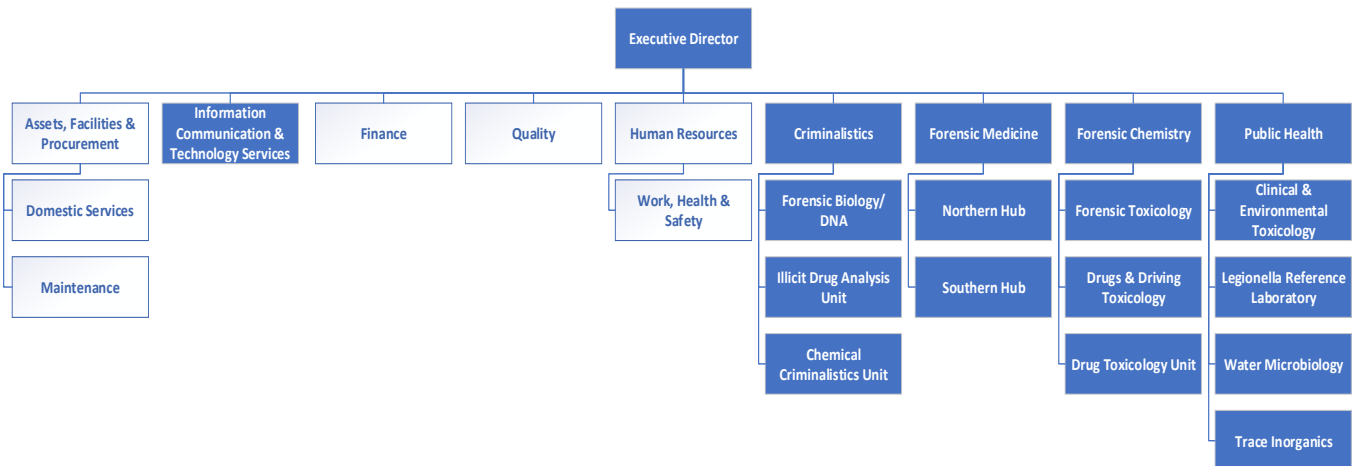 Executive Director
Assets, Facilities &
Procurement
Information
Communication &
Technology Services
Finance
Quality
Human Resources
Criminalistics
Forensic Medicine
Forensic Chemistry
Public Health
Domestic Services
Work, Health &
Safety
Forensic Biology/
DNA
Northern Hub
Forensic Toxicology
Clinical &
Environmental
Toxicology
Maintenance
Illicit Drug Analysis
Unit
Southern Hub
Drugs & Driving
Toxicology
Legionella Reference
Laboratory
Chemical
Criminalistics Unit
Drug Toxicology Unit
Water Microbiology
Trace Inorganics